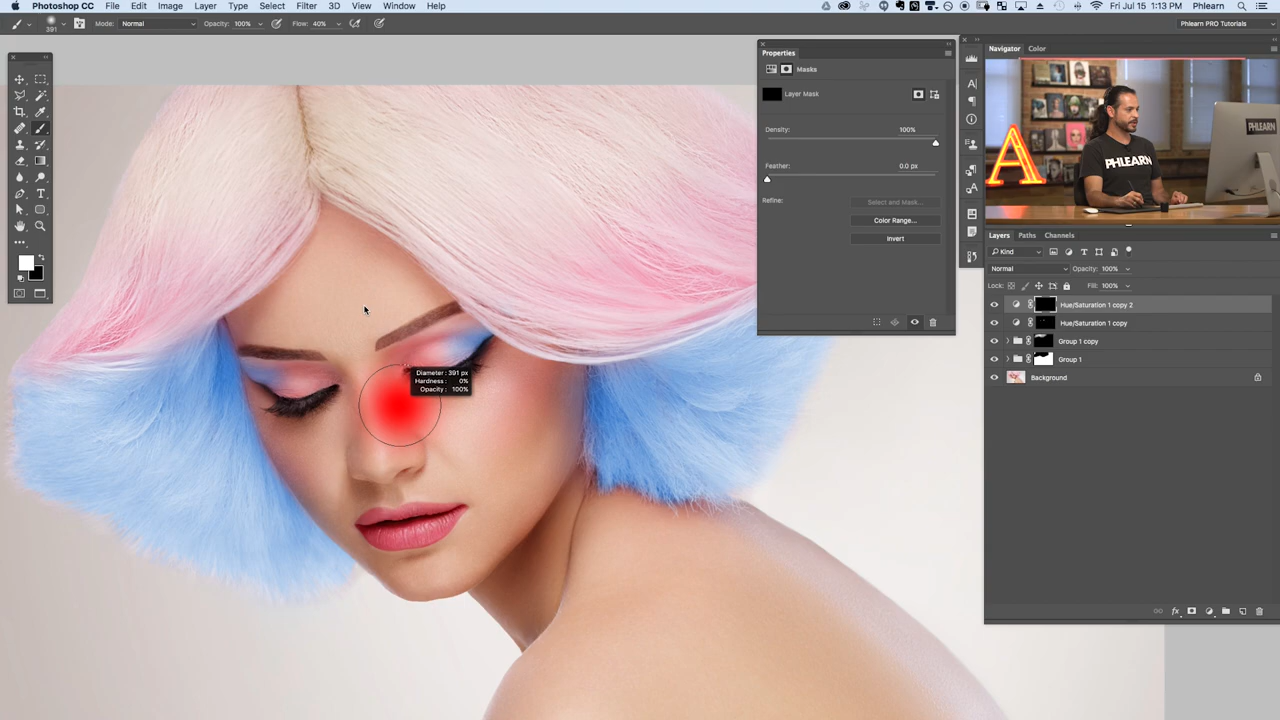 Photoshop CC File Edit Image Layer Type Select Filter 3D View Window Help Fri Jul 15 1:13 PM Phlearn
391 Mode: Normal Opacity: 100% Flow: 40% Phlearn PRO Tutorials
Properties
Masks
Layer Mask
Density: 100%
Feather: 0.0 px
Refine: Select and Mask...
Color Range...
Invert
Diameter: 391 px
Hardness: 0%
Opacity: 100%
Navigator Color
A
PHLEARN
PHLEARN
Layers Paths Channels
Kind
Normal Opacity: 100%
Lock: Fill: 100%
Hue/Saturation 1 copy 2
Hue/Saturation 1 copy
Group 1 copy
Group 1
Background